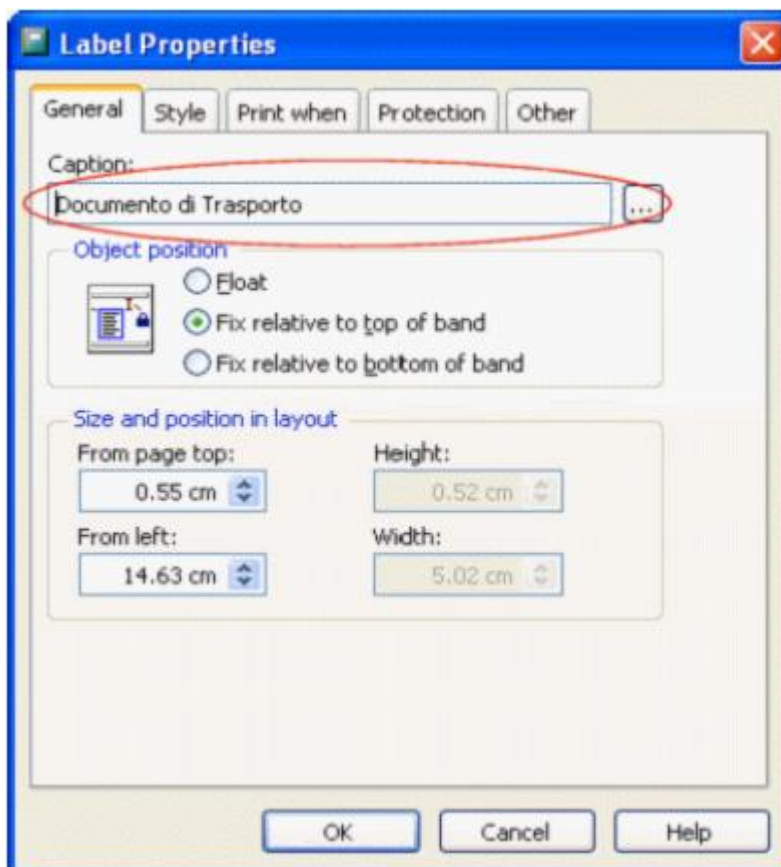 Label Properties
General Style Print when Protection Other
Caption:
Documento di Trasporto ...
Object position
Float
Fix relative to top of band
Fix relative to bottom of band
Size and position in layout
From page top: Height:
0.55 cm 0.52 cm
From left: Width:
14.63 cm 5.02 cm
OK Cancel Help